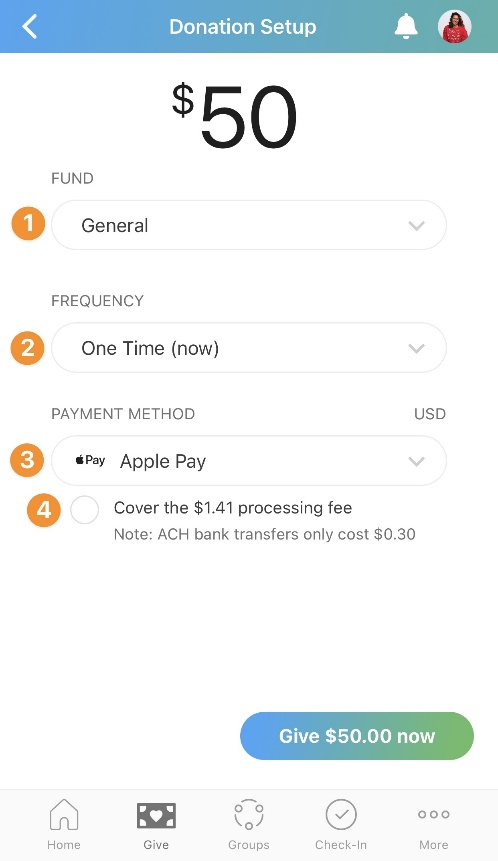 Donation Setup
$50
FUND
1 General
FREQUENCY
2 One Time (now)
PAYMENT METHOD USD
3 Pay Apple Pay
4 Cover the $1.41 processing fee
Note: ACH bank transfers only cost $0.30
Give $50.00 now
Home Give Groups Check-In More